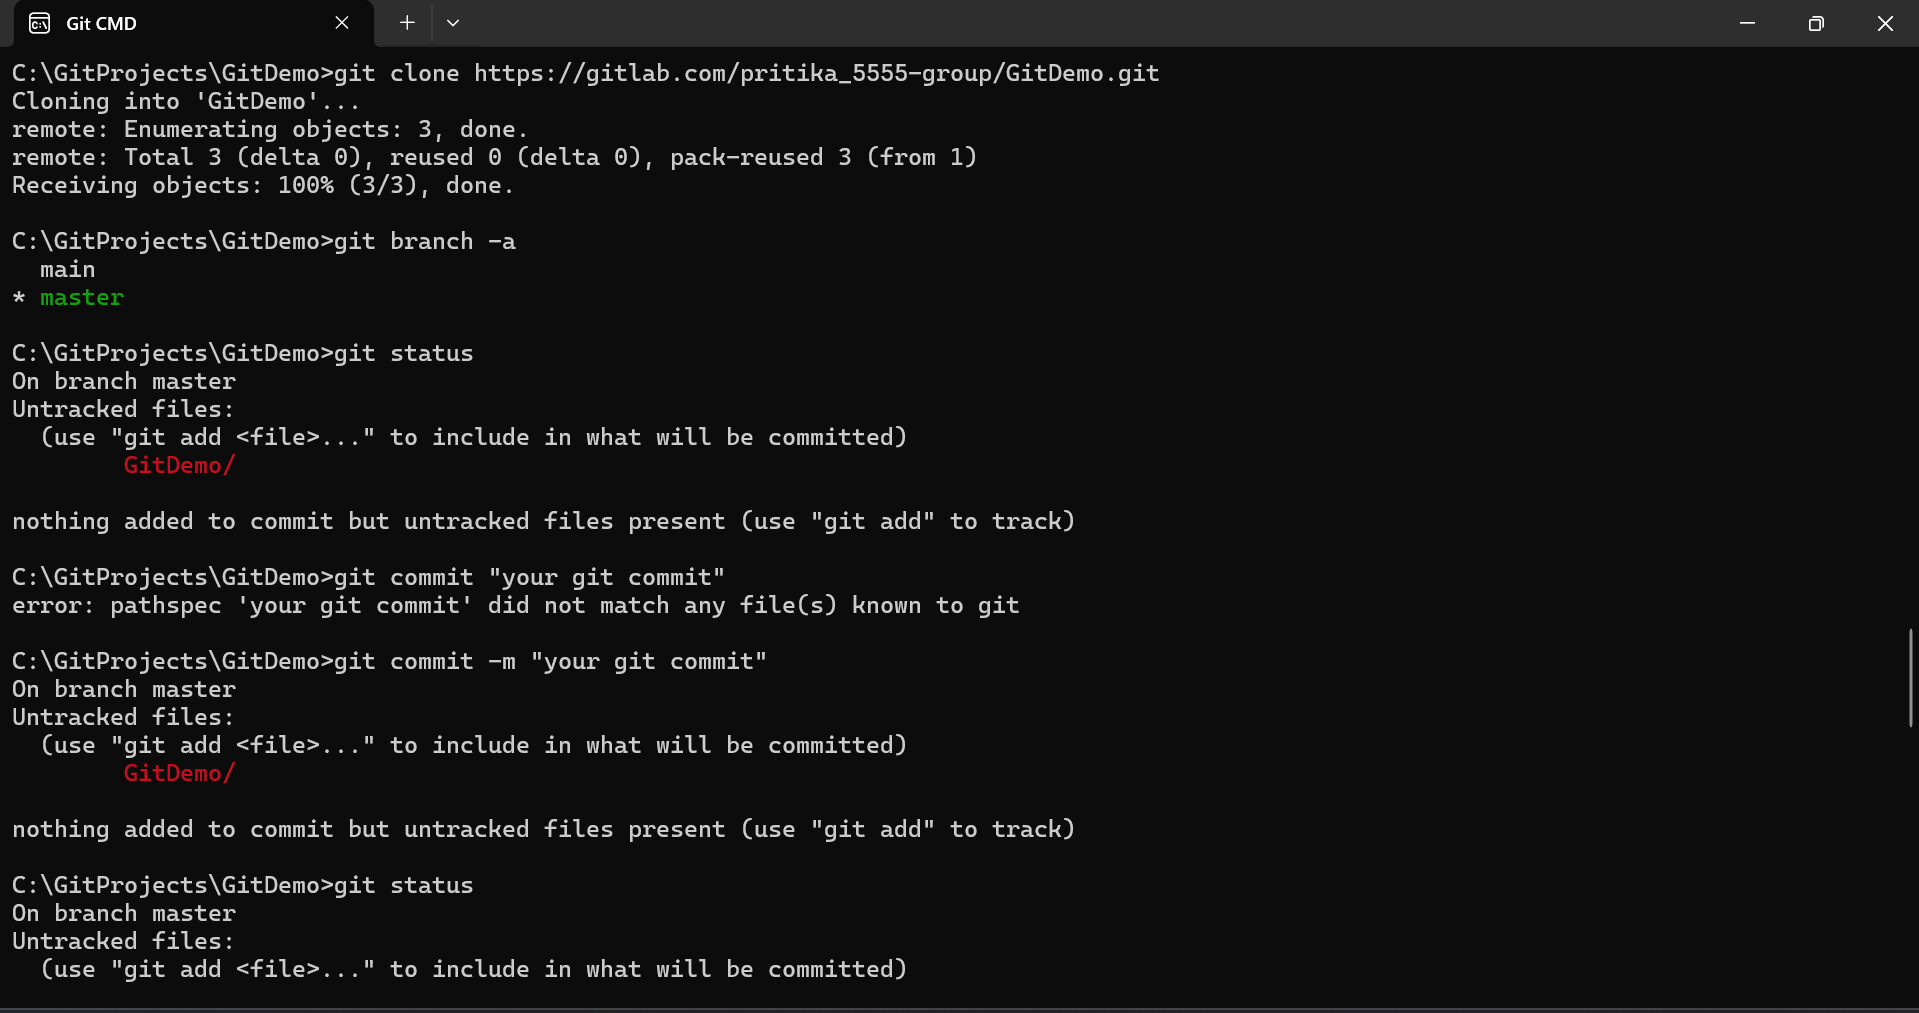 Git CMD
C:\GitProjects\GitDemo>git clone https://gitlab.com/pritika_5555-group/GitDemo.git
Cloning into 'GitDemo'...
remote: Enumerating objects: 3, done.
remote: Total 3 (delta 0), reused 0 (delta 0), pack-reused 3 (from 1)
Receiving objects: 100% (3/3), done.
C:\GitProjects\GitDemo>git branch -a
main
* master
C:\GitProjects\GitDemo>git status
On branch master
Untracked files:
(use "git add <file>..." to include in what will be committed)
GitDemo/
nothing added to commit but untracked files present (use "git add" to track)
C:\GitProjects\GitDemo>git commit "your git commit"
error: pathspec 'your git commit' did not match any file(s) known to git
C:\GitProjects\GitDemo>git commit -m "your git commit"
On branch master
Untracked files:
(use "git add <file>..." to include in what will be committed)
GitDemo/
nothing added to commit but untracked files present (use "git add" to track)
C:\GitProjects\GitDemo>git status
On branch master
Untracked files:
(use "git add <file>..." to include in what will be committed)